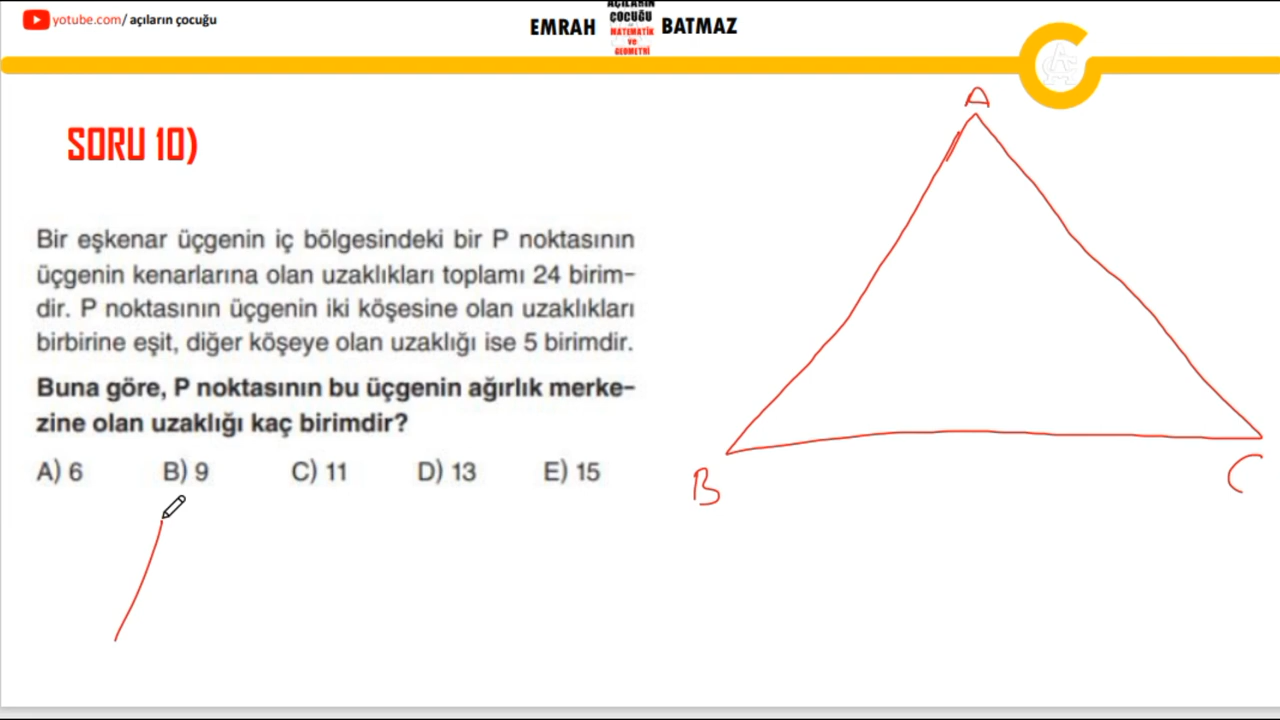 yotube.com/ açıların çocuğu
EMRAH
AÇILARIN
ÇOCUĞU
MATEMATİK
ve
GEOMETRİ
BATMAZ
A
SORU 10)
Bir eşkenar üçgenin iç bölgesindeki bir P noktasının
üçgenin kenarlarına olan uzaklıkları toplamı 24 birim-
dir. P noktasının üçgenin iki köşesine olan uzaklıkları
birbirine eşit, diğer köşeye olan uzaklığı ise 5 birimdir.
Buna göre, P noktasının bu üçgenin ağırlık merke-
zine olan uzaklığı kaç birimdir?
A) 6 B) 9 C) 11 D) 13 E) 15
B C